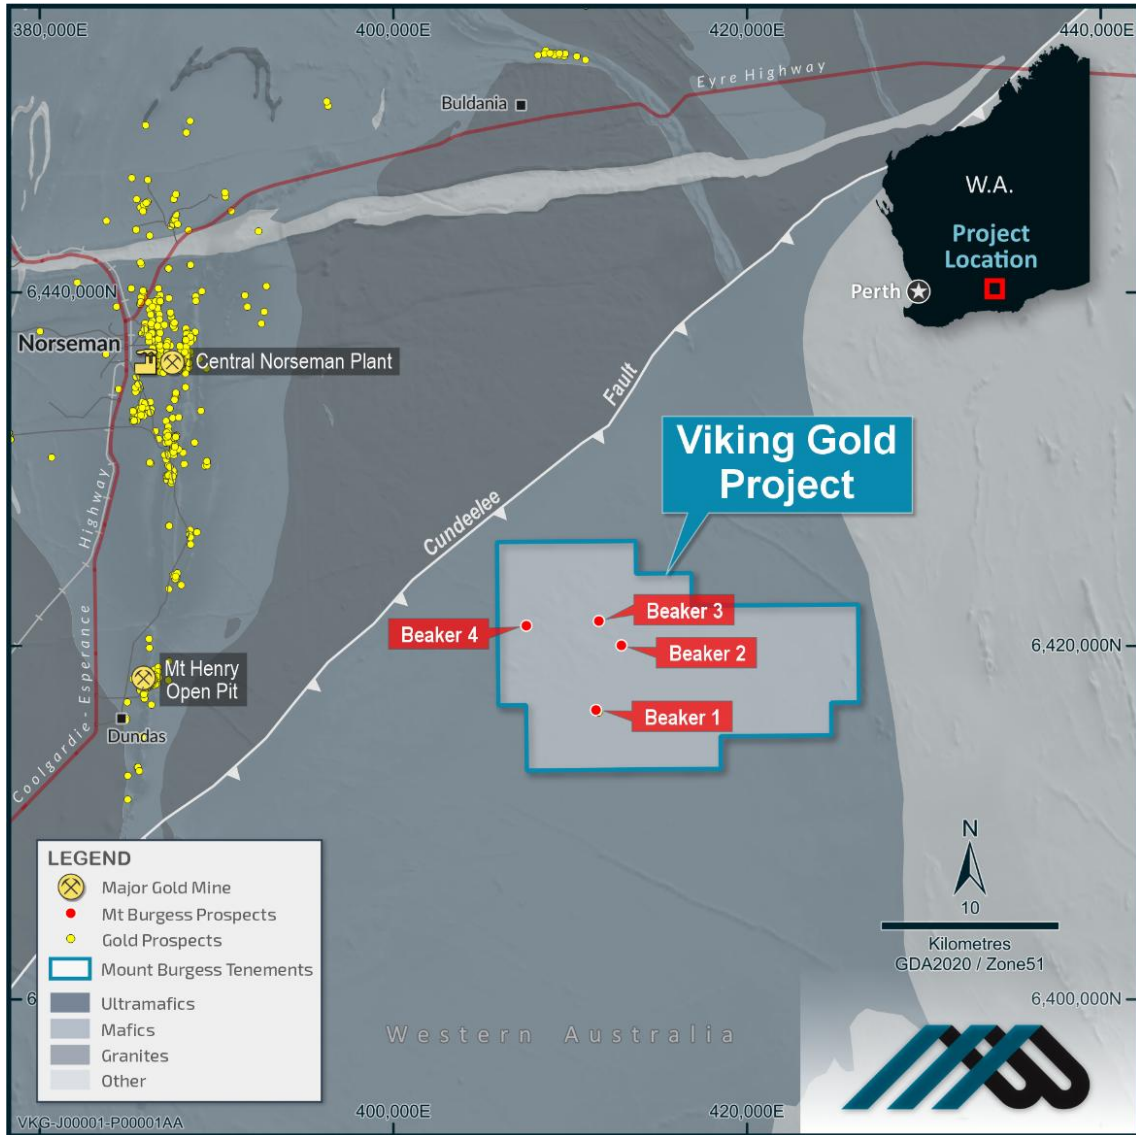 380,000E
400,000E
420,000E
440,000E
Eyre Highway
Buldania
W.A.
Project
Location
Perth
6,440,000N
Norseman
Central Norseman Plant
Fault
Cundeelee
Viking Gold
Project
Highway
Coolgardie - Esperance
Beaker 3
Beaker 4
Beaker 2
6,420,000N
Beaker 1
Mt Henry
Open Pit
Dundas
N
10
Kilometres
GDA2020 / Zone51
LEGEND
Major Gold Mine
Mt Burgess Prospects
Gold Prospects
Mount Burgess Tenements
Ultramafics
Mafics
Granites
Other
6
6,400,000N
Western Australia
400,000E
420,000E
VKG-J00001-P00001AA